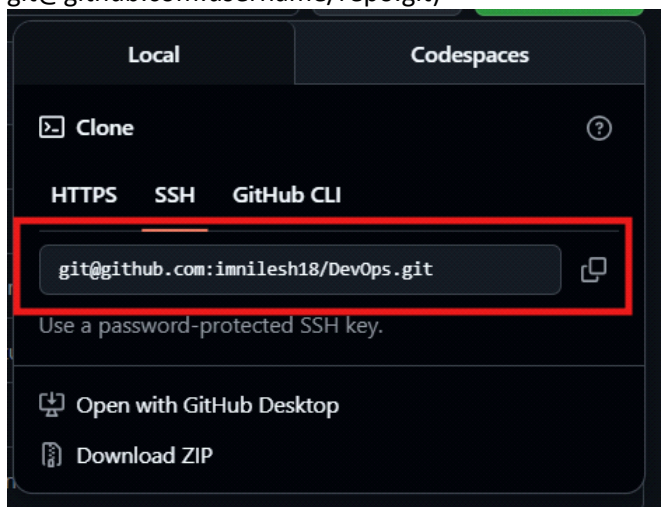 Local Codespaces
Clone
HTTPS SSH GitHub CLI
git@github.com:imnilesh18/DevOps.git
Use a password-protected SSH key.
Open with GitHub Desktop
Download ZIP